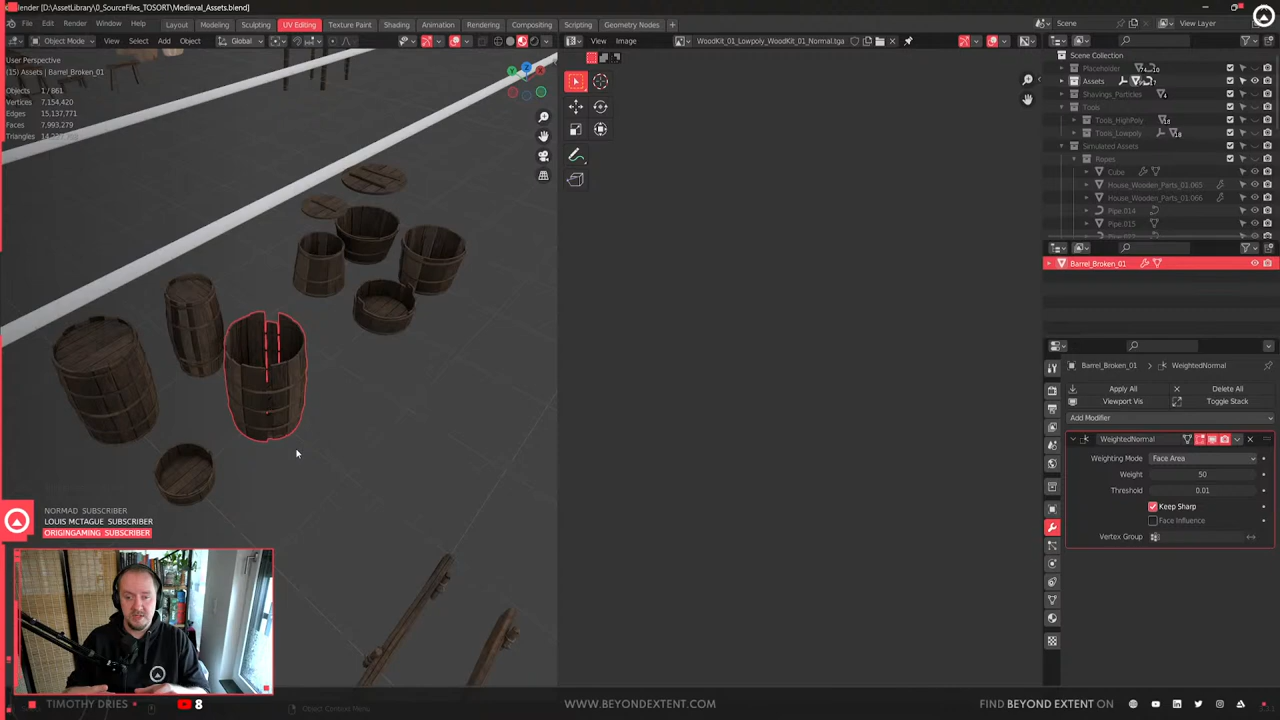 Blender [D:\AssetLibrary\0_SourceFiles_TOSORT\Medieval_Assets.blend]
File Edit Render Window Help Layout Modeling Sculpting UV Editing Texture Paint Shading Animation Rendering Compositing Scripting Geometry Nodes + Scene View Layer
Object Mode View Select Add Object Global View Image WoodKit_01_Lowpoly_WoodKit_01_Normal.tga
User Perspective
(15) Assets | Barrel_Broken_01
Objects 1 / 861
Vertices 7,154,420
Edges 15,137,771
Faces 7,993,279
Triangles
Scene Collection
Placeholder
Assets
Shavings_Particles
Tools
Tools_HighPoly
Tools_Lowpoly
Simulated Assets
Ropes
Cube
House_Wooden_Parts_01.065
House_Wooden_Parts_01.066
Pipe.014
Pipe.015
Barrel_Broken_01
Barrel_Broken_01 > WeightedNormal
Apply All Delete All
Viewport Vis Toggle Stack
Add Modifier
WeightedNormal
Weighting Mode Face Area
Weight 50
Threshold 0.01
Keep Sharp
Face Influence
Vertex Group
NORMAD SUBSCRIBER
LOUIS MCTAGUE SUBSCRIBER
ORIGINGAMING SUBSCRIBER
TIMOTHY DRIES 8 WWW.BEYONDEXTENT.COM FIND BEYOND EXTENT ON
Object Context Menu